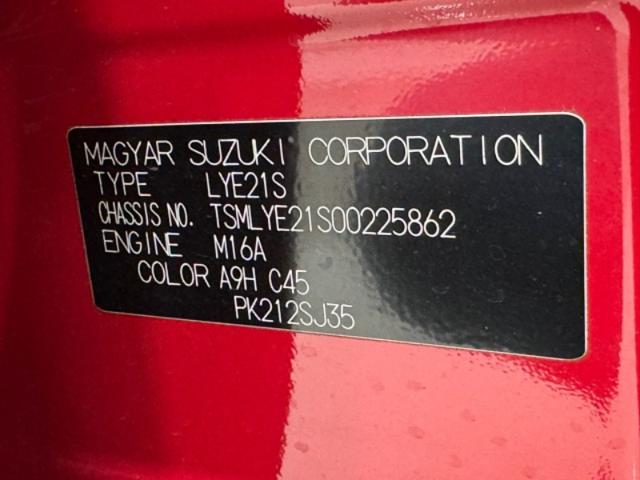 MAGYAR SUZUKI CORPORATION
TYPE LYE21S
CHASSIS NO. TSMLYE21S00225862
ENGINE M16A
COLOR A9H C45
PK212SJ35